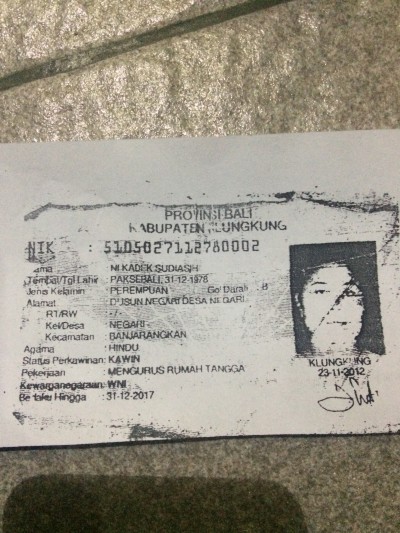 PROVINSI BALI
KABUPATEN KLUNGKUNG
NIK : 5105027112780002
Nama : NI KADEK SUDIASIH
Tempat/Tgl Lahir : PAKSEBALI, 31-12-1978
Jenis Kelamin : PEREMPUAN Gol Darah : B
Alamat : DUSUN NEGARI DESA NEGARI
RT/RW : -/-
Kel/Desa : NEGARI
Kecamatan : BANJARANGKAN
Agama : HINDU
Status Perkawinan: KAWIN
Pekerjaan : MENGURUS RUMAH TANGGA
Kewarganegaraan: WNI
Berlaku Hingga : 31-12-2017
KLUNGKUNG
23-11-2012